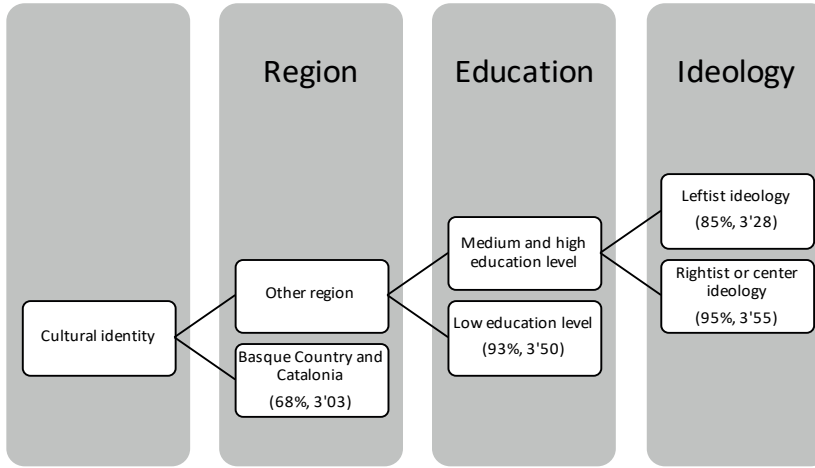 Region
Education
Ideology
Leftist ideology
(85%, 3'28)
Medium and high
education level
Rightist or center
ideology
(95%, 3'55)
Other region
Low education level
(93%, 3'50)
Cultural identity
Basque Country and
Catalonia
(68%, 3'03)